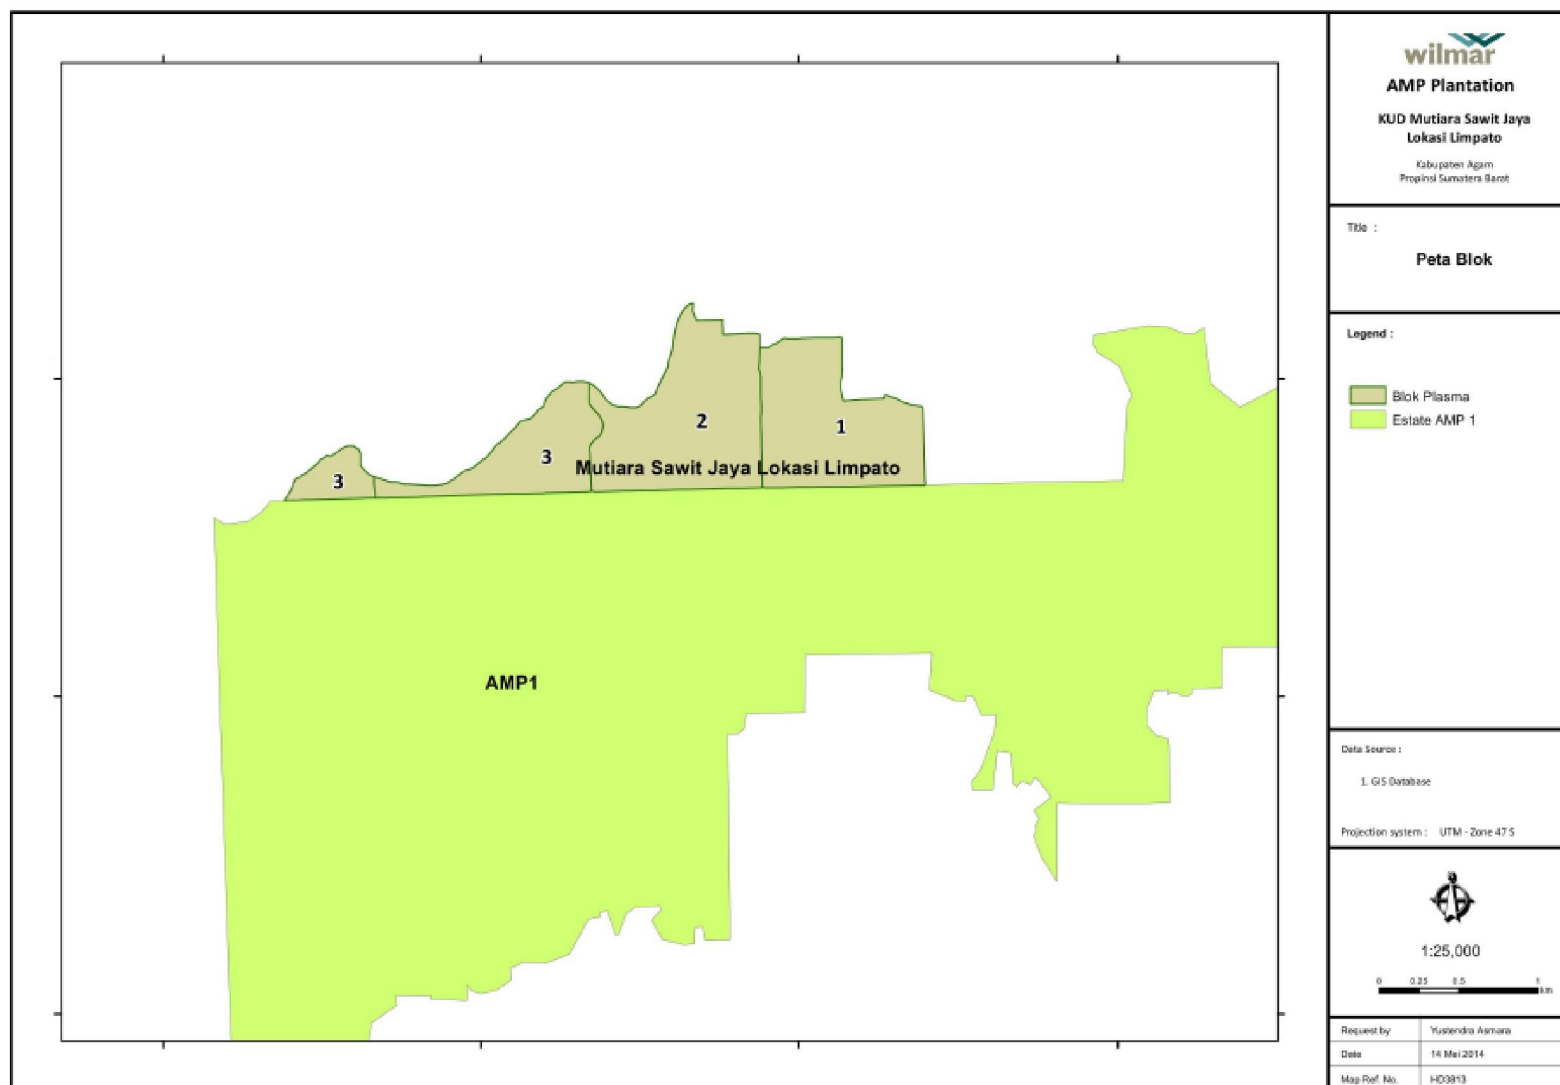 wilmar
AMP Plantation
KUD Mutiara Sawit Jaya
Lokasi Limpato
Kabupaten Agam
Propinsi Sumatera Barat
Title :
Peta Blok
Legend :
Blok Plasma
Estate AMP 1
2
1
3
Mutiara Sawit Jaya Lokasi Limpato
3
AMP1
Data Source :
1. GIS Database
Projection system : UTM - Zone 47 S
1:25,000
0 0.25 0.5 1
km
Request by Yustendra Asmara
Date 14 Mei 2014
Map Ref. No. HO3813